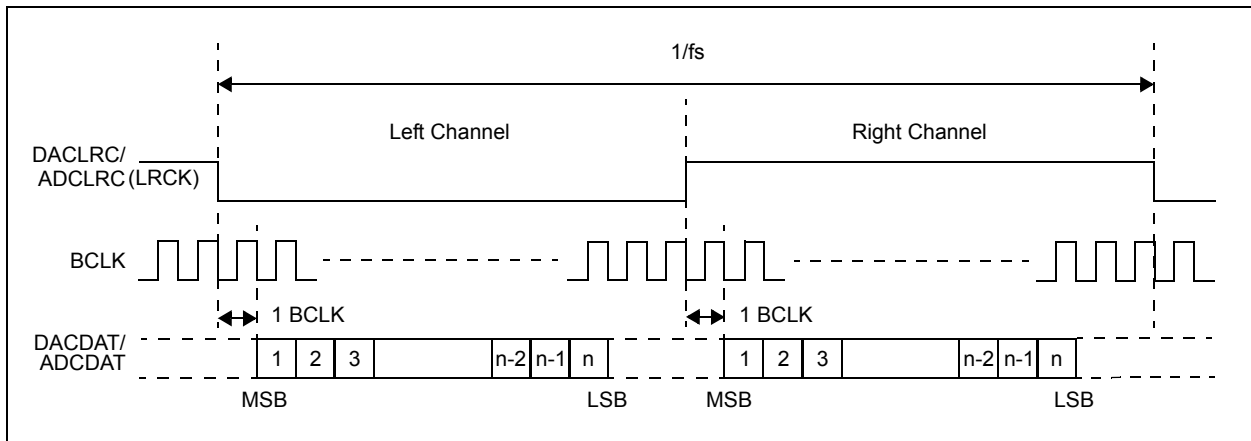 1/fs
Left Channel
Right Channel
DACLRC/
ADCLRC(LRCK)
BCLK
1 BCLK
1 BCLK
DACDAT/
ADCDAT
1 2 3 n-2 n-1 n
1 2 3 n-2 n-1 n
MSB
LSB
MSB
LSB